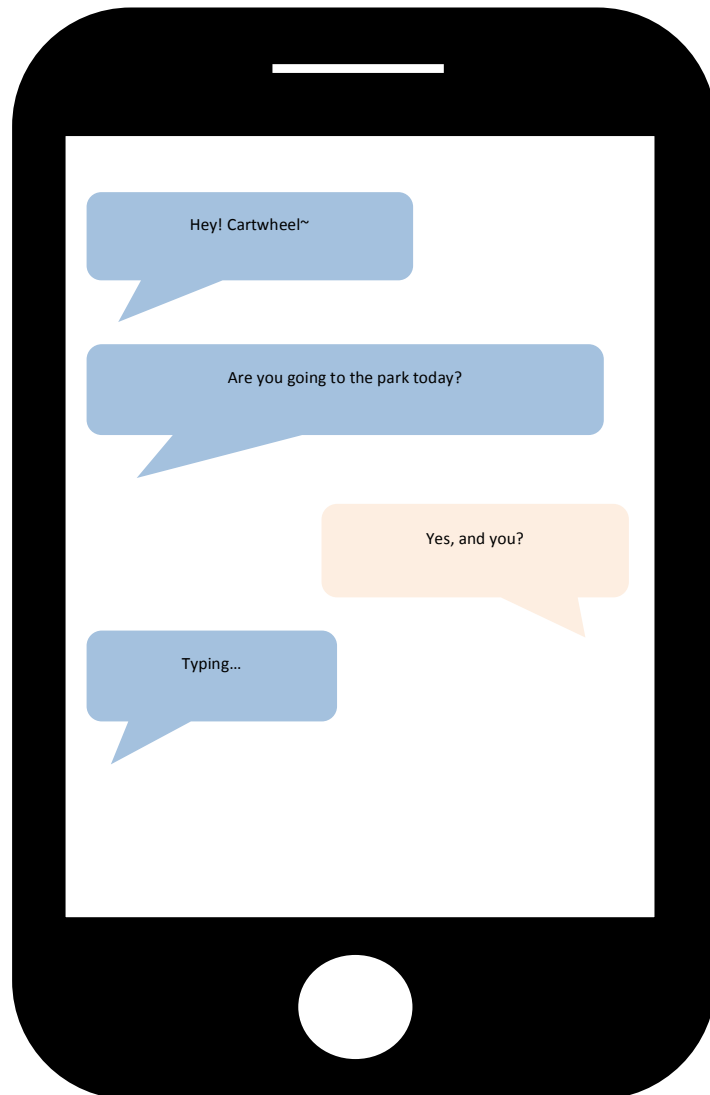 Hey! Cartwheel~
Are you going to the park today?
Yes, and you?
Typing…